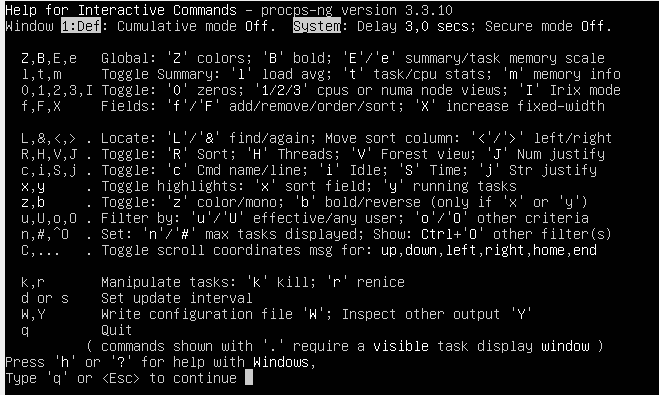 Help for Interactive Commands - procps-ng version 3.3.10
Window 1:Def: Cumulative mode Off.  System: Delay 3,0 secs; Secure mode Off.

  Z,B,E,e   Global: 'Z' colors; 'B' bold; 'E'/'e' summary/task memory scale
  l,t,m     Toggle Summary: 'l' load avg; 't' task/cpu stats; 'm' memory info
  0,1,2,3,I Toggle: '0' zeros; '1/2/3' cpus or numa node views; 'I' Irix mode
  f,F,X     Fields: 'f'/'F' add/remove/order/sort; 'X' increase fixed-width

  L,&,<,> . Locate: 'L'/'&' find/again; Move sort column: '<'/'>' left/right
  R,H,V,J . Toggle: 'R' Sort; 'H' Threads; 'V' Forest view; 'J' Num justify
  c,i,S,j . Toggle: 'c' Cmd name/line; 'i' Idle; 'S' Time; 'j' Str justify
  x,y     . Toggle highlights: 'x' sort field; 'y' running tasks
  z,b     . Toggle: 'z' color/mono; 'b' bold/reverse (only if 'x' or 'y')
  u,U,o,O . Filter by: 'u'/'U' effective/any user; 'o'/'O' other criteria
  n,#,^O  . Set: 'n'/'#' max tasks displayed; Show: Ctrl+'O' other filter(s)
  C,...   . Toggle scroll coordinates msg for: up,down,left,right,home,end

  k,r       Manipulate tasks: 'k' kill; 'r' renice
  d or s    Set update interval
  W,Y       Write configuration file 'W'; Inspect other output 'Y'
  q         Quit
          ( commands shown with '.' require a visible task display window )
Press 'h' or '?' for help with Windows,
Type 'q' or <Esc> to continue